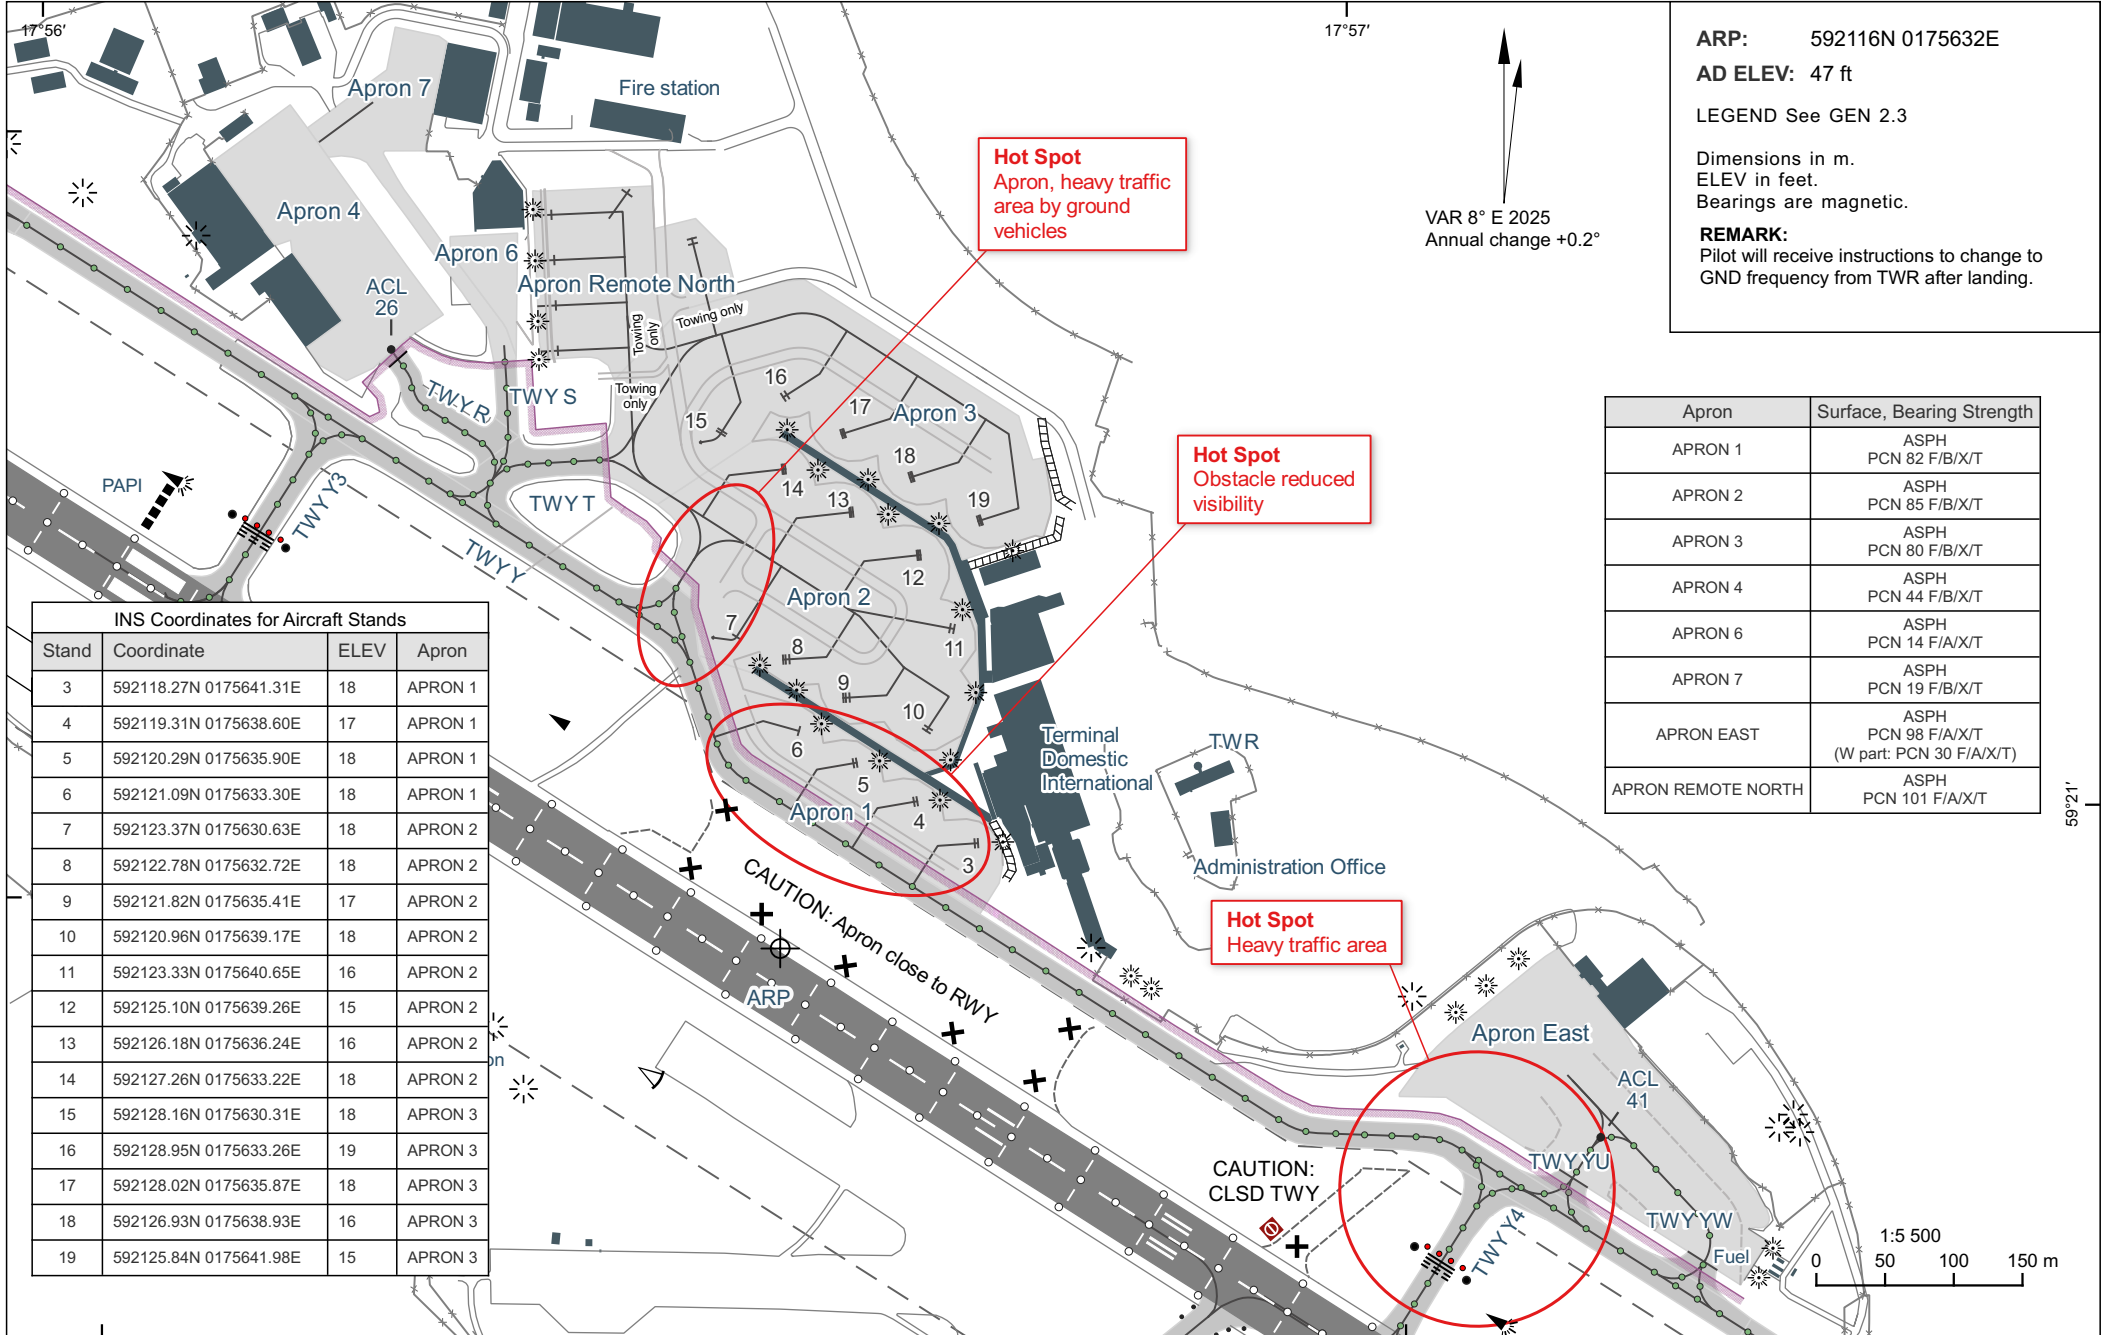 17°56'
17°57'
ARP: 592116N 0175632E
AD ELEV: 47 ft
LEGEND See GEN 2.3
Dimensions in m.
ELEV in feet.
Bearings are magnetic.
REMARK:
Pilot will receive instructions to change to
GND frequency from TWR after landing.
VAR 8° E 2025
Annual change +0.2°
Apron 7
Fire station
Hot Spot
Apron, heavy traffic
area by ground
vehicles
Apron 4
Apron 6
Apron Remote North
ACL
26
Towing only
Towing
only
Towing
only
TWY R
TWY S
16
17
Apron 3
15
18
14
13
19
Hot Spot
Obstacle reduced
visibility
PAPI
TWY Y3
TWY T
TWY Y
12
Apron 2
7
8
11
9
10
6
5
Apron 1
4
3
Terminal
Domestic
International
TWR
Administration Office
CAUTION: Apron close to RWY
ARP
Hot Spot
Heavy traffic area
Apron East
ACL
41
TWY YU
TWY YW
Fuel
TWY Y4
CAUTION:
CLSD TWY
1:5 500
0 50 100 150 m
59°21'
on
Apron Surface, Bearing Strength
APRON 1 ASPH
PCN 82 F/B/X/T
APRON 2 ASPH
PCN 85 F/B/X/T
APRON 3 ASPH
PCN 80 F/B/X/T
APRON 4 ASPH
PCN 44 F/B/X/T
APRON 6 ASPH
PCN 14 F/A/X/T
APRON 7 ASPH
PCN 19 F/B/X/T
APRON EAST ASPH
PCN 98 F/A/X/T
(W part: PCN 30 F/A/X/T)
APRON REMOTE NORTH ASPH
PCN 101 F/A/X/T
INS Coordinates for Aircraft Stands
Stand Coordinate ELEV Apron
3 592118.27N 0175641.31E 18 APRON 1
4 592119.31N 0175638.60E 17 APRON 1
5 592120.29N 0175635.90E 18 APRON 1
6 592121.09N 0175633.30E 18 APRON 1
7 592123.37N 0175630.63E 18 APRON 2
8 592122.78N 0175632.72E 18 APRON 2
9 592121.82N 0175635.41E 17 APRON 2
10 592120.96N 0175639.17E 18 APRON 2
11 592123.33N 0175640.65E 16 APRON 2
12 592125.10N 0175639.26E 15 APRON 2
13 592126.18N 0175636.24E 16 APRON 2
14 592127.26N 0175633.22E 18 APRON 2
15 592128.16N 0175630.31E 18 APRON 3
16 592128.95N 0175633.26E 19 APRON 3
17 592128.02N 0175635.87E 18 APRON 3
18 592126.93N 0175638.93E 16 APRON 3
19 592125.84N 0175641.98E 15 APRON 3